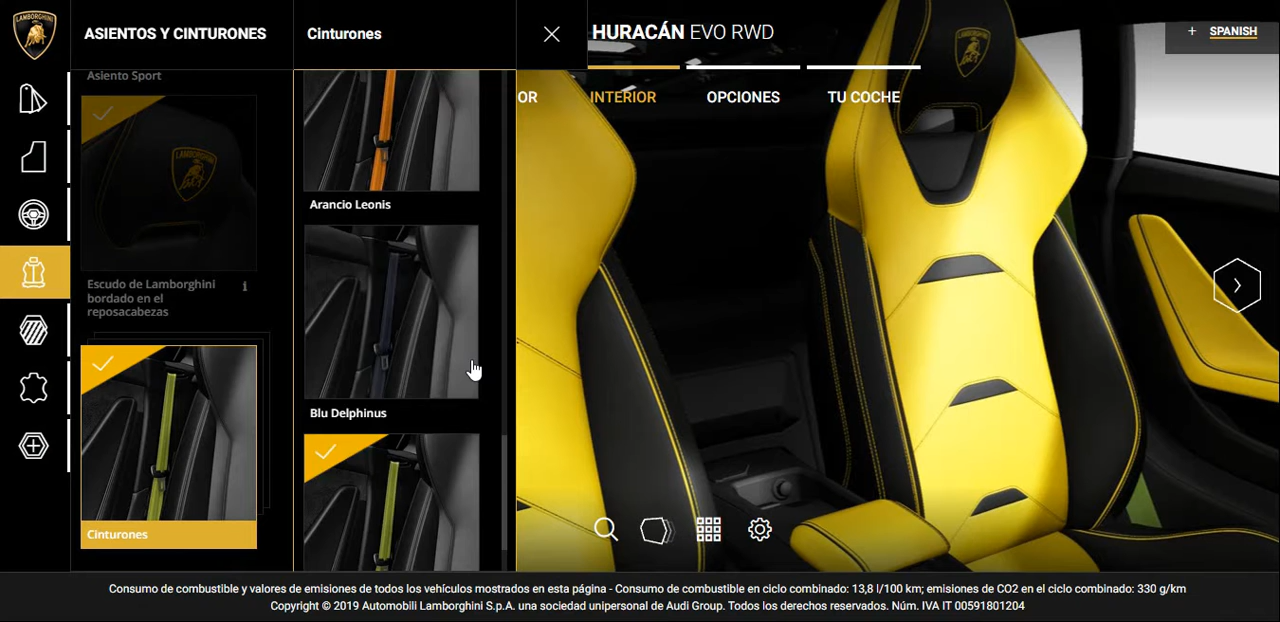 LAMBORGHINI
ASIENTOS Y CINTURONES
Cinturones
HURACÁN EVO RWD
+ SPANISH
OR
INTERIOR
OPCIONES
TU COCHE
Asiento Sport
LAMBORGHINI
Escudo de Lamborghini
bordado en el
reposacabezas
i
Cinturones
Arancio Leonis
Blu Delphinus
Consumo de combustible y valores de emisiones de todos los vehículos mostrados en esta página - Consumo de combustible en ciclo combinado: 13,8 l/100 km; emisiones de CO2 en el ciclo combinado: 330 g/km
Copyright © 2019 Automobili Lamborghini S.p.A. una sociedad unipersonal de Audi Group. Todos los derechos reservados. Núm. IVA IT 00591801204